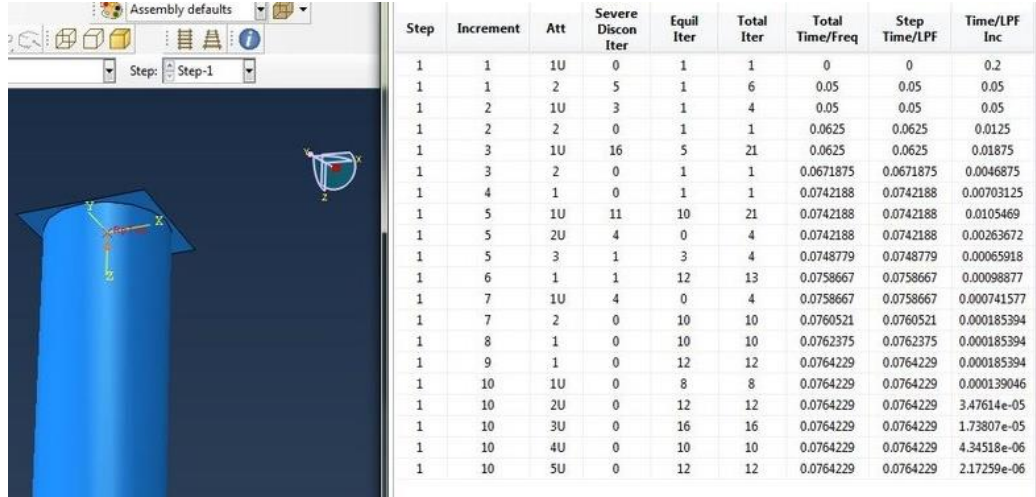 Assembly defaults
Step: Step-1
Y X
Z
Y
X
Z
Step Increment Att Severe Discon Iter Equil Iter Total Iter Total Time/Freq Step Time/LPF Time/LPF Inc
1 1 1U 0 1 1 0 0 0.2
1 1 2 5 1 6 0.05 0.05 0.05
1 2 1U 3 1 4 0.05 0.05 0.05
1 2 2 0 1 1 0.0625 0.0625 0.0125
1 3 1U 16 5 21 0.0625 0.0625 0.01875
1 3 2 0 1 1 0.0671875 0.0671875 0.0046875
1 4 1 0 1 1 0.0742188 0.0742188 0.00703125
1 5 1U 11 10 21 0.0742188 0.0742188 0.0105469
1 5 2U 4 0 4 0.0742188 0.0742188 0.00263672
1 5 3 1 3 4 0.0748779 0.0748779 0.00065918
1 6 1 1 12 13 0.0758667 0.0758667 0.00098877
1 7 1U 4 0 4 0.0758667 0.0758667 0.000741577
1 7 2 0 10 10 0.0760521 0.0760521 0.000185394
1 8 1 0 10 10 0.0762375 0.0762375 0.000185394
1 9 1 0 12 12 0.0764229 0.0764229 0.000185394
1 10 1U 0 8 8 0.0764229 0.0764229 0.000139046
1 10 2U 0 12 12 0.0764229 0.0764229 3.47614e-05
1 10 3U 0 16 16 0.0764229 0.0764229 1.73807e-05
1 10 4U 0 10 10 0.0764229 0.0764229 4.34518e-06
1 10 5U 0 12 12 0.0764229 0.0764229 2.17259e-06